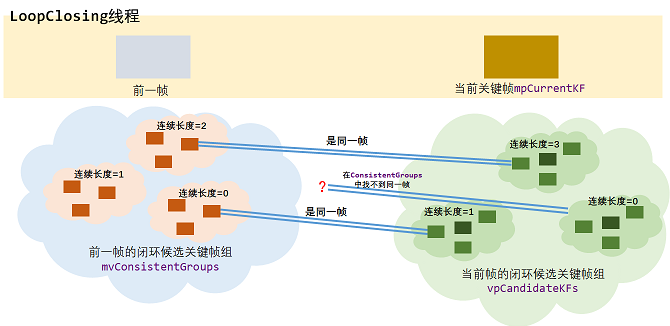 LoopClosing线程
前一帧
当前关键帧mpCurrentKF
连续长度=2
是同一帧
连续长度=3
连续长度=1
?
在ConsistentGroups
中找不到同一帧
连续长度=0
连续长度=0
是同一帧
连续长度=1
前一帧的闭环候选关键帧组
mvConsistentGroups
当前帧的闭环候选关键帧组
vpCandidateKFs